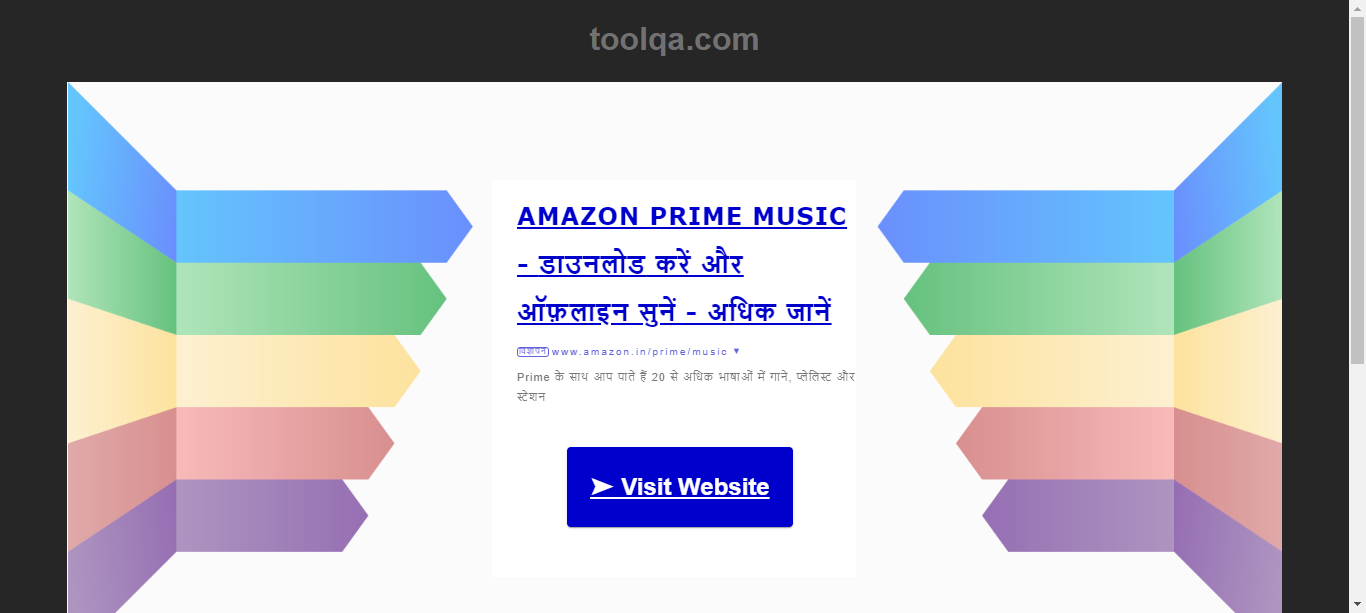 toolqa.com
AMAZON PRIME MUSIC
- डाउनलोड करें और
ऑफ़लाइन सुनें - अधिक जानें
विज्ञापन www.amazon.in/prime/music ▼
Prime के साथ आप पाते हैं 20 से अधिक भाषाओं में गाने, प्लेलिस्ट और
स्टेशन
➤ Visit Website